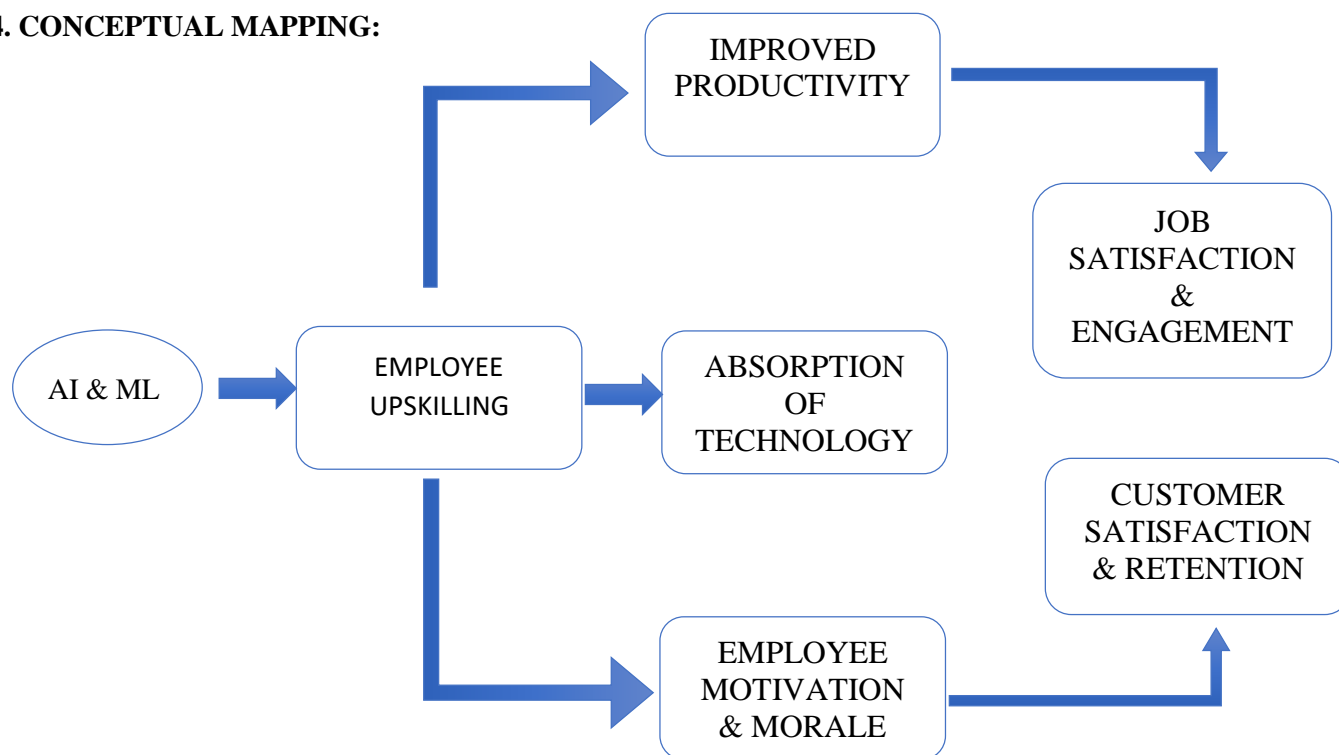 4. CONCEPTUAL MAPPING:
IMPROVED
PRODUCTIVITY
JOB
SATISFACTION
&
ENGAGEMENT
AI & ML
EMPLOYEE
UPSKILLING
ABSORPTION
OF
TECHNOLOGY
CUSTOMER
SATISFACTION
& RETENTION
EMPLOYEE
MOTIVATION
& MORALE